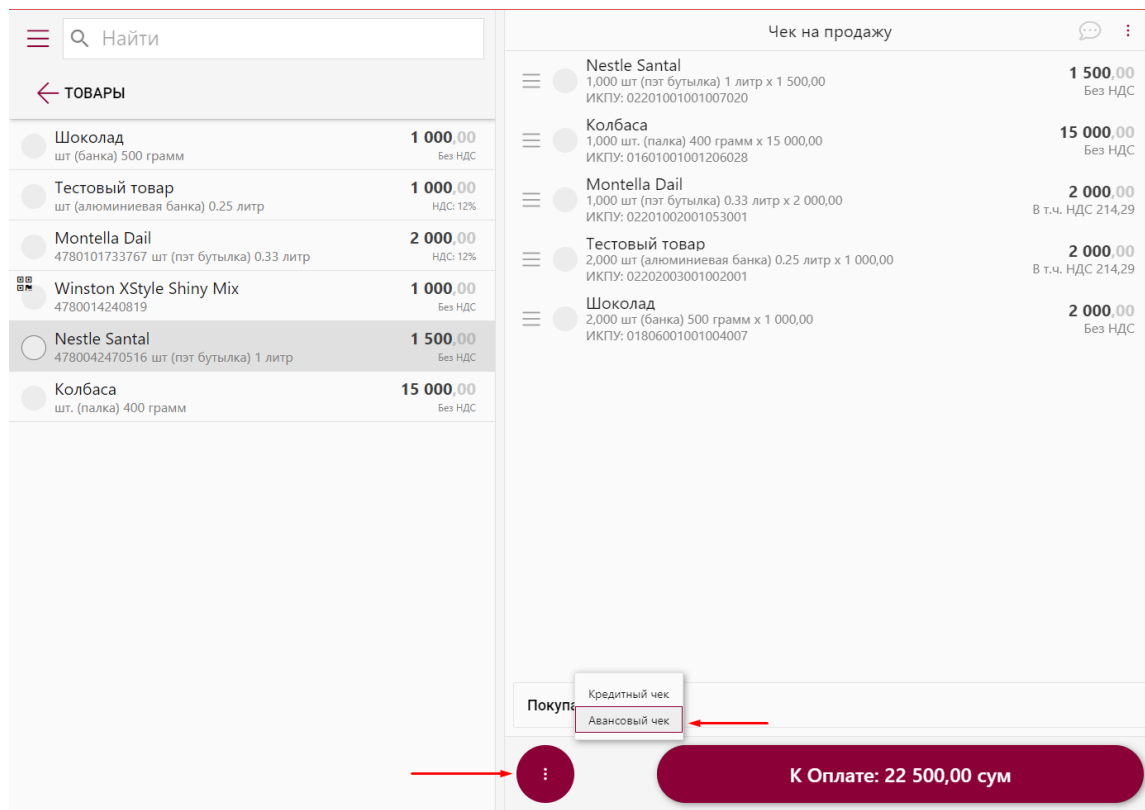 Найти
ТОВАРЫ
Шоколад 1 000,00
шт (банка) 500 грамм Без НДС
Тестовый товар 1 000,00
шт (алюминиевая банка) 0.25 литр НДС: 12%
Montella Dail 2 000,00
4780101733767 шт (пэт бутылка) 0.33 литр НДС: 12%
Winston XStyle Shiny Mix 1 000,00
4780014240819 Без НДС
Nestle Santal 1 500,00
4780042470516 шт (пэт бутылка) 1 литр Без НДС
Колбаса 15 000,00
шт. (палка) 400 грамм Без НДС
Чек на продажу
Nestle Santal 1 500,00
1,000 шт (пэт бутылка) 1 литр x 1 500,00 Без НДС
ИКПУ: 02201001001007020
Колбаса 15 000,00
1,000 шт. (палка) 400 грамм x 15 000,00 Без НДС
ИКПУ: 01601001001206028
Montella Dail 2 000,00
1,000 шт (пэт бутылка) 0.33 литр x 2 000,00 В т.ч. НДС 214,29
ИКПУ: 02201002001053001
Тестовый товар 2 000,00
2,000 шт (алюминиевая банка) 0.25 литр x 1 000,00 В т.ч. НДС 214,29
ИКПУ: 02202003001002001
Шоколад 2 000,00
2,000 шт (банка) 500 грамм x 1 000,00 Без НДС
ИКПУ: 01806001001004007
Кредитный чек
Покупа
Авансовый чек
К Оплате: 22 500,00 сум